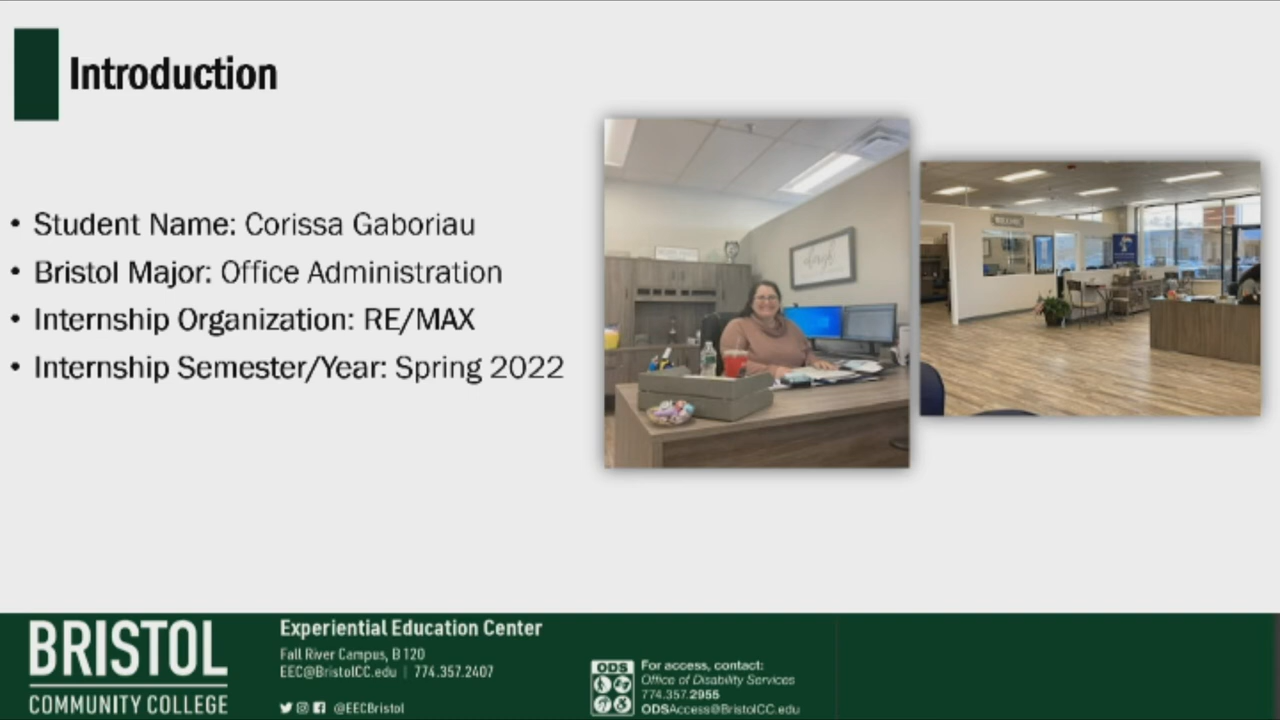 Introduction
• Student Name: Corissa Gaboriau
• Bristol Major: Office Administration
• Internship Organization: RE/MAX
• Internship Semester/Year: Spring 2022
BRISTOL
COMMUNITY COLLEGE
Experiential Education Center
Fall River Campus, B 120
EEC@BristolCC.edu | 774.357.2407
@EECBristol
ODS
For access, contact:
Office of Disability Services
774.357.2955
ODSAccess@BristolCC.edu